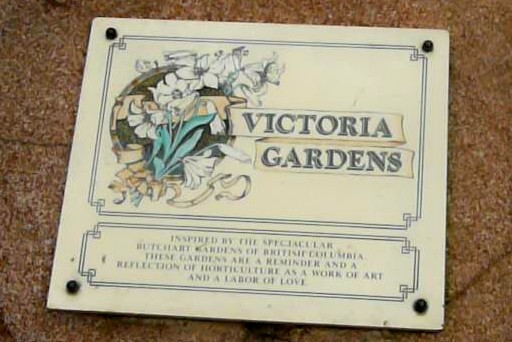 VICTORIA
GARDENS
INSPIRED BY THE SPECTACULAR
BUTCHART GARDENS OF BRITISH COLUMBIA.
THESE GARDENS ARE A REMINDER AND A
REFLECTION OF HORTICULTURE AS A WORK OF ART
AND A LABOR OF LOVE